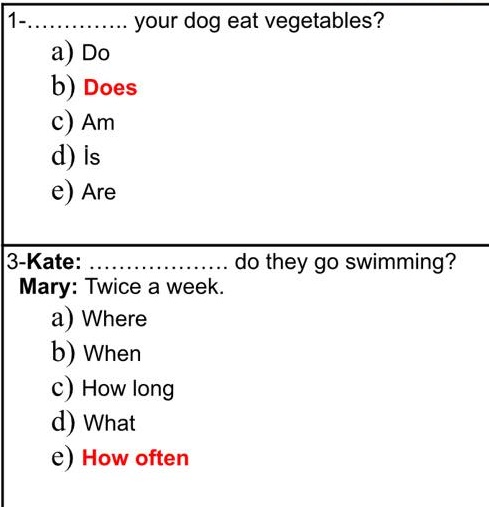 1-.............. your dog eat vegetables?
a) Do
b) Does
c) Am
d) İs
e) Are
3-Kate: ................... do they go swimming?
Mary: Twice a week.
a) Where
b) When
c) How long
d) What
e) How often